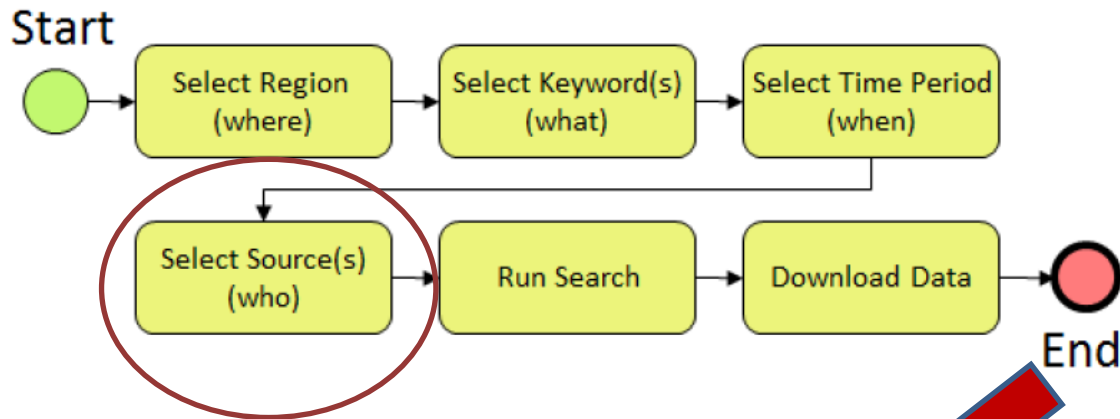 Start
Select Region
(where)
Select Keyword(s)
(what)
Select Time Period
(when)
Select Source(s)
(who)
Run Search
Download Data
End